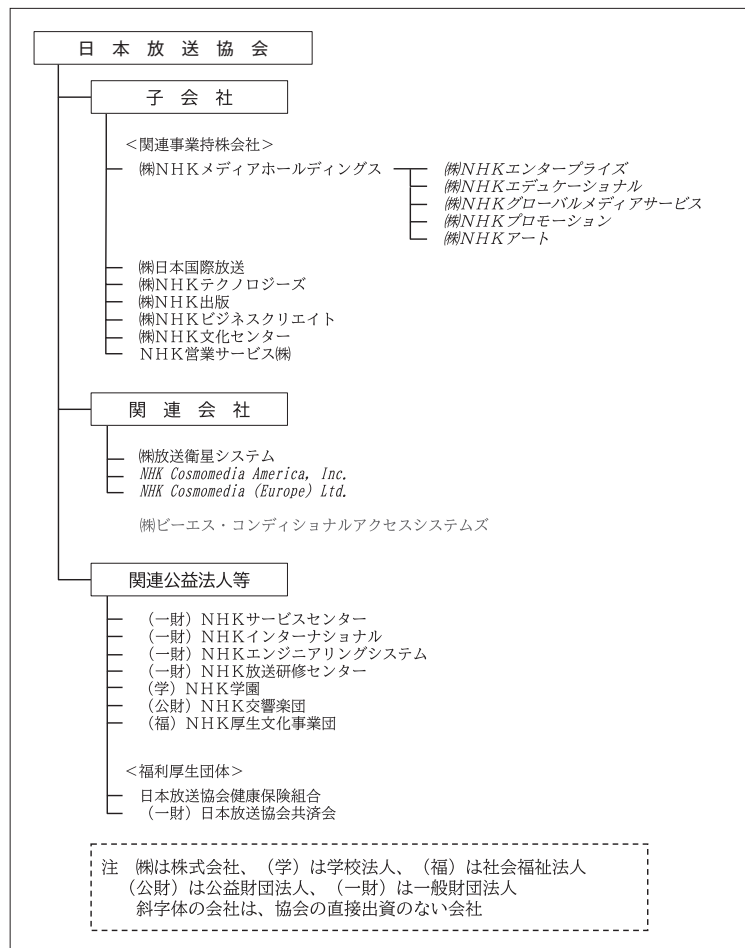 日本放送協会
子会社
＜関連事業持株会社＞
㈱ＮＨＫメディアホールディングス
㈱ＮＨＫエンタープライズ
㈱ＮＨＫエデュケーショナル
㈱ＮＨＫグローバルメディアサービス
㈱ＮＨＫプロモーション
㈱ＮＨＫアート
㈱日本国際放送
㈱ＮＨＫテクノロジーズ
㈱ＮＨＫ出版
㈱ＮＨＫビジネスクリエイト
㈱ＮＨＫ文化センター
ＮＨＫ営業サービス㈱
関連会社
㈱放送衛星システム
NHK Cosmomedia America, Inc.
NHK Cosmomedia (Europe) Ltd.
㈱ビーエス・コンディショナルアクセスシステムズ
関連公益法人等
（一財）ＮＨＫサービスセンター
（一財）ＮＨＫインターナショナル
（一財）ＮＨＫエンジニアリングシステム
（一財）ＮＨＫ放送研修センター
（学）ＮＨＫ学園
（公財）ＮＨＫ交響楽団
（福）ＮＨＫ厚生文化事業団
＜福利厚生団体＞
日本放送協会健康保険組合
（一財）日本放送協会共済会
注　㈱は株式会社、（学）は学校法人、（福）は社会福祉法人
（公財）は公益財団法人、（一財）は一般財団法人
斜字体の会社は、協会の直接出資のない会社